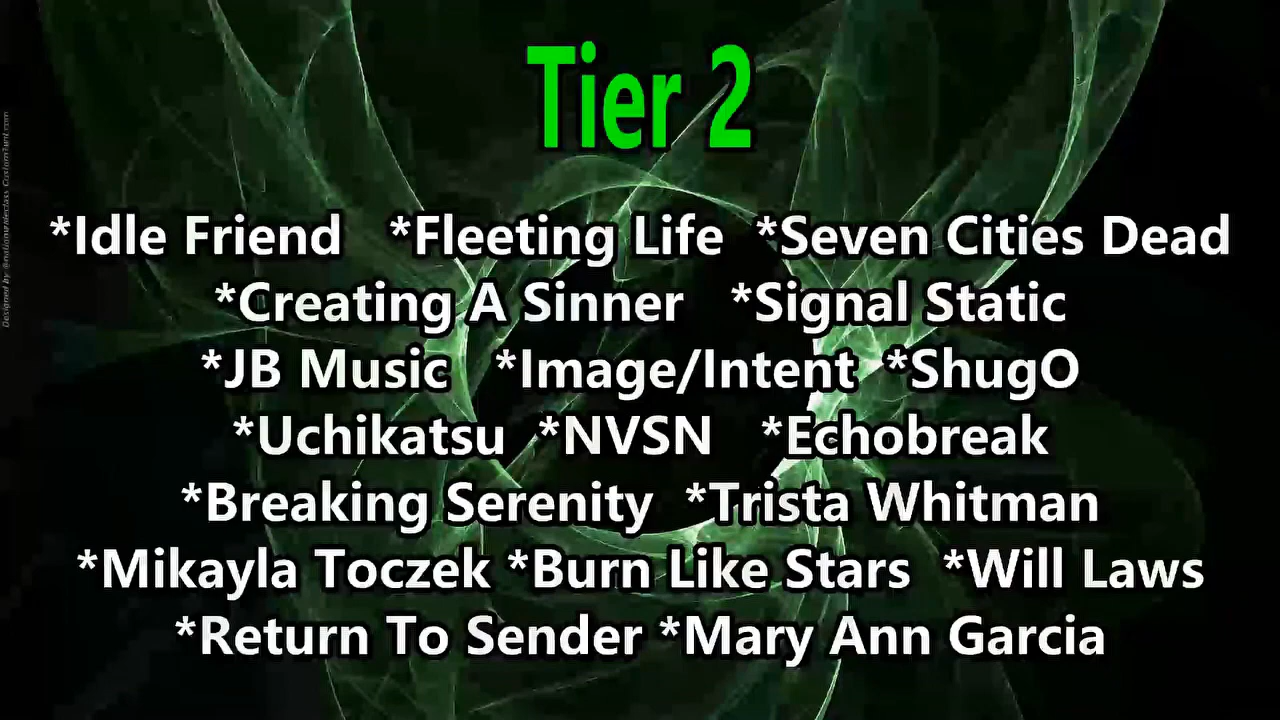 Tier 2
*Idle Friend *Fleeting Life *Seven Cities Dead
*Creating A Sinner *Signal Static
*JB Music *Image/Intent *ShugO
*Uchikatsu *NVSN *Echobreak
*Breaking Serenity *Trista Whitman
*Mikayla Toczek *Burn Like Stars *Will Laws
*Return To Sender *Mary Ann Garcia
Designed by